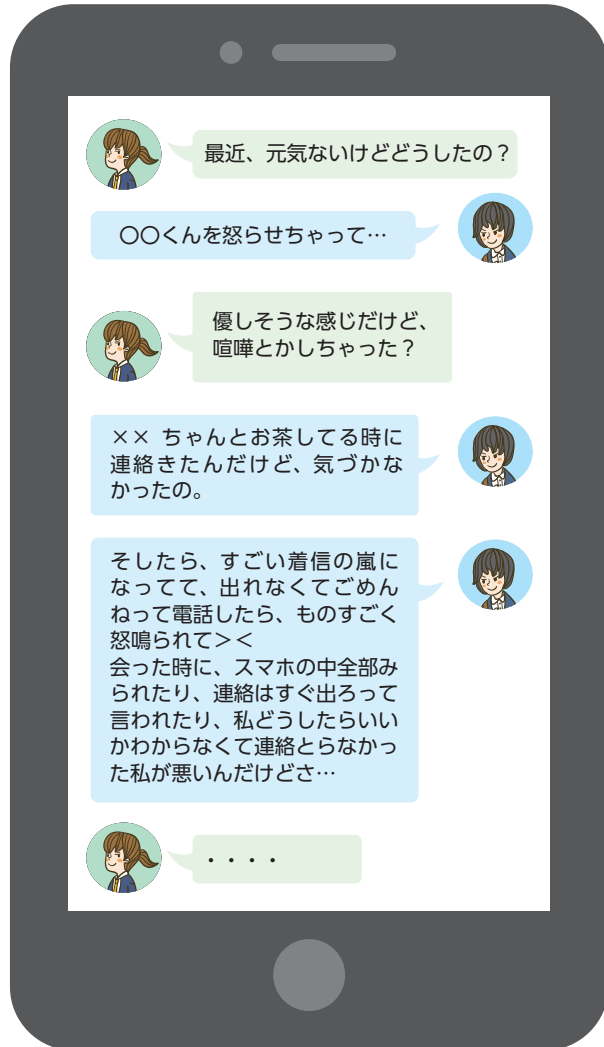 最近、元気ないけどどうしたの？
〇〇くんを怒らせちゃって…
優しそうな感じだけど、
喧嘩とかしちゃった？
×× ちゃんとお茶してる時に
連絡きたんだけど、気づかな
かったの。
そしたら、すごい着信の嵐に
なってて、出れなくてごめん
ねって電話したら、ものすごく
怒鳴られて＞＜
会った時に、スマホの中全部み
られたり、連絡はすぐ出ろって
言われたり、私どうしたらいい
かわからなくて連絡とらなかっ
た私が悪いんだけどさ…
・・・・